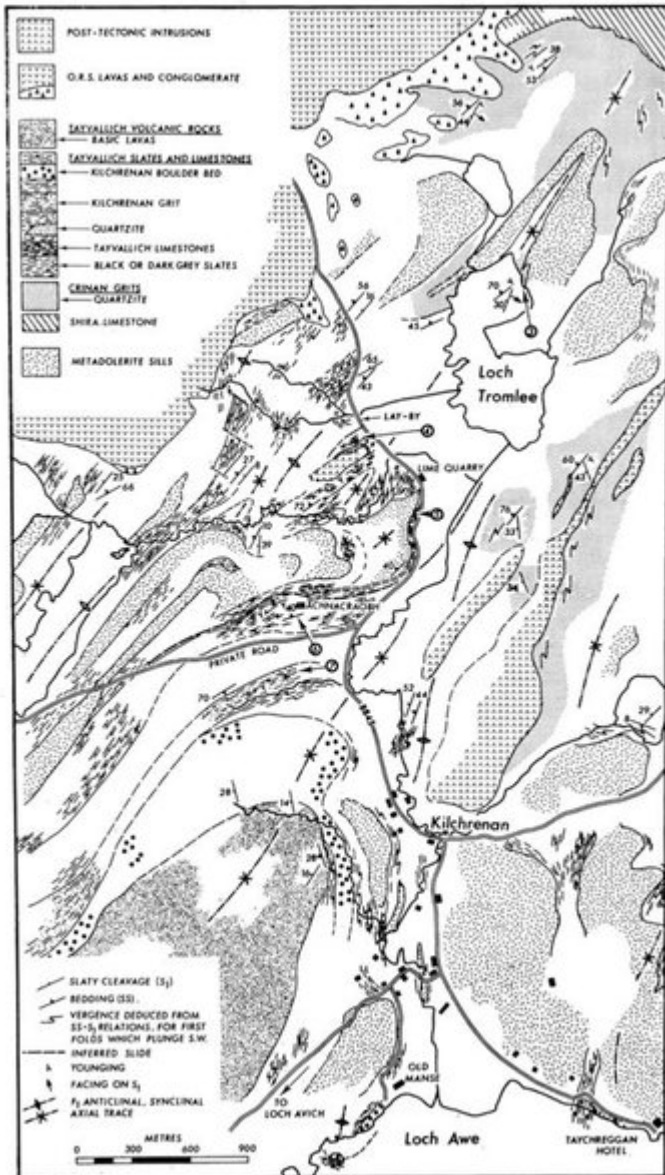 POST-TECTONIC INTRUSIONS
O.R.S. LAVAS AND CONGLOMERATE
TAYVALLICH VOLCANIC ROCKS
BASIC LAVAS
TAYVALLICH SLATES AND LIMESTONES
KILCHRENAN BOULDER BED
KILCHRENAN GRIT
QUARTZITE
TAYVALLICH LIMESTONES
BLACK OR DARK GREY SLATES
CRINAN GRITS
QUARTZITE
SHIRA LIMESTONE
METADOLERITE SILLS
Loch
Tromlee
LAY-BY
LIME QUARRY
PRIVATE ROAD
Kilchrenan
SLATY CLEAVAGE (S1)
BEDDING (SS).
VERGENCE DEDUCED FROM
SS-S1 RELATIONS, FOR FIRST
FOLDS WHICH PLUNGE S.W.
INFERRED SLIDE
YOUNGING
FACING ON S1
F1 ANTICLINAL, SYNCLINAL
AXIAL TRACE
METRES
0 300 600 900
TO
LOCH AVICH
OLD
MANSE
Loch Awe
TAYCHREGGAN
HOTEL